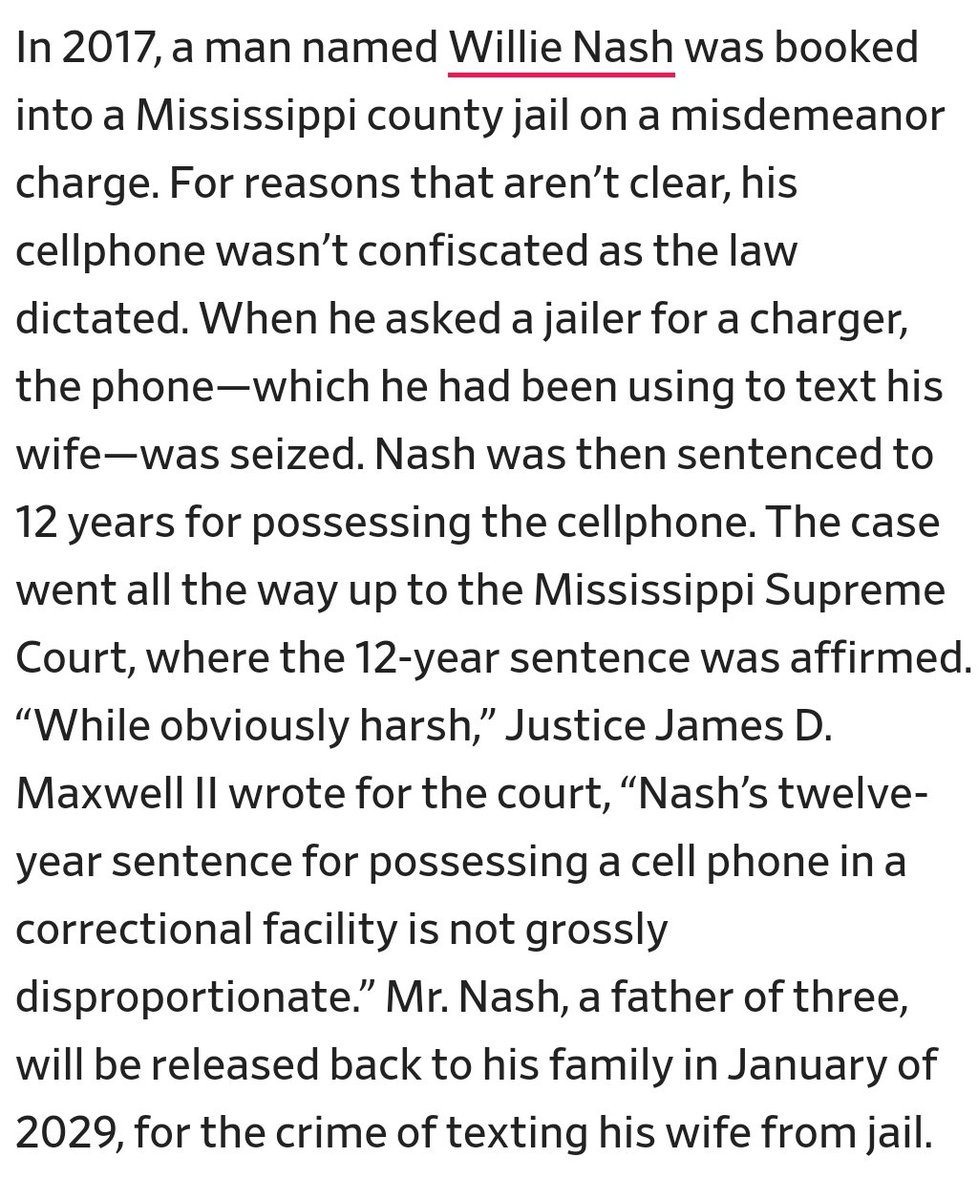 In 2017, a man named Willie Nash was booked
into a Mississippi county jail on a misdemeanor
charge. For reasons that aren’t clear, his
cellphone wasn’t confiscated as the law
dictated. When he asked a jailer for a charger,
the phone—which he had been using to text his
wife—was seized. Nash was then sentenced to
12 years for possessing the cellphone. The case
went all the way up to the Mississippi Supreme
Court, where the 12-year sentence was affirmed.
“While obviously harsh,” Justice James D.
Maxwell II wrote for the court, “Nash’s twelve-
year sentence for possessing a cell phone in a
correctional facility is not grossly
disproportionate.” Mr. Nash, a father of three,
will be released back to his family in January of
2029, for the crime of texting his wife from jail.